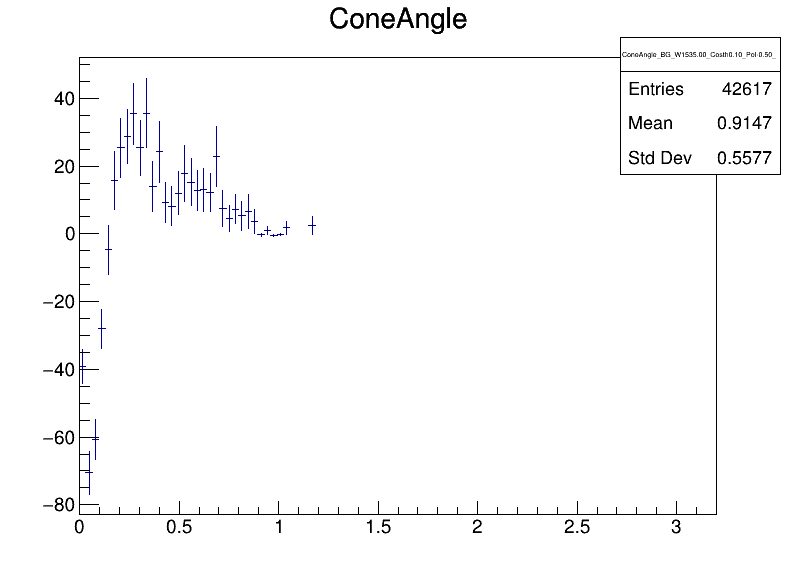 ConeAngle
ConeAngle_BG_W1535.00_Costh0.10_Pol-0.50_
Entries 42617
Mean 0.9147
Std Dev 0.5577
40
20
0
−20
−40
−60
−80
0 0.5 1 1.5 2 2.5 3